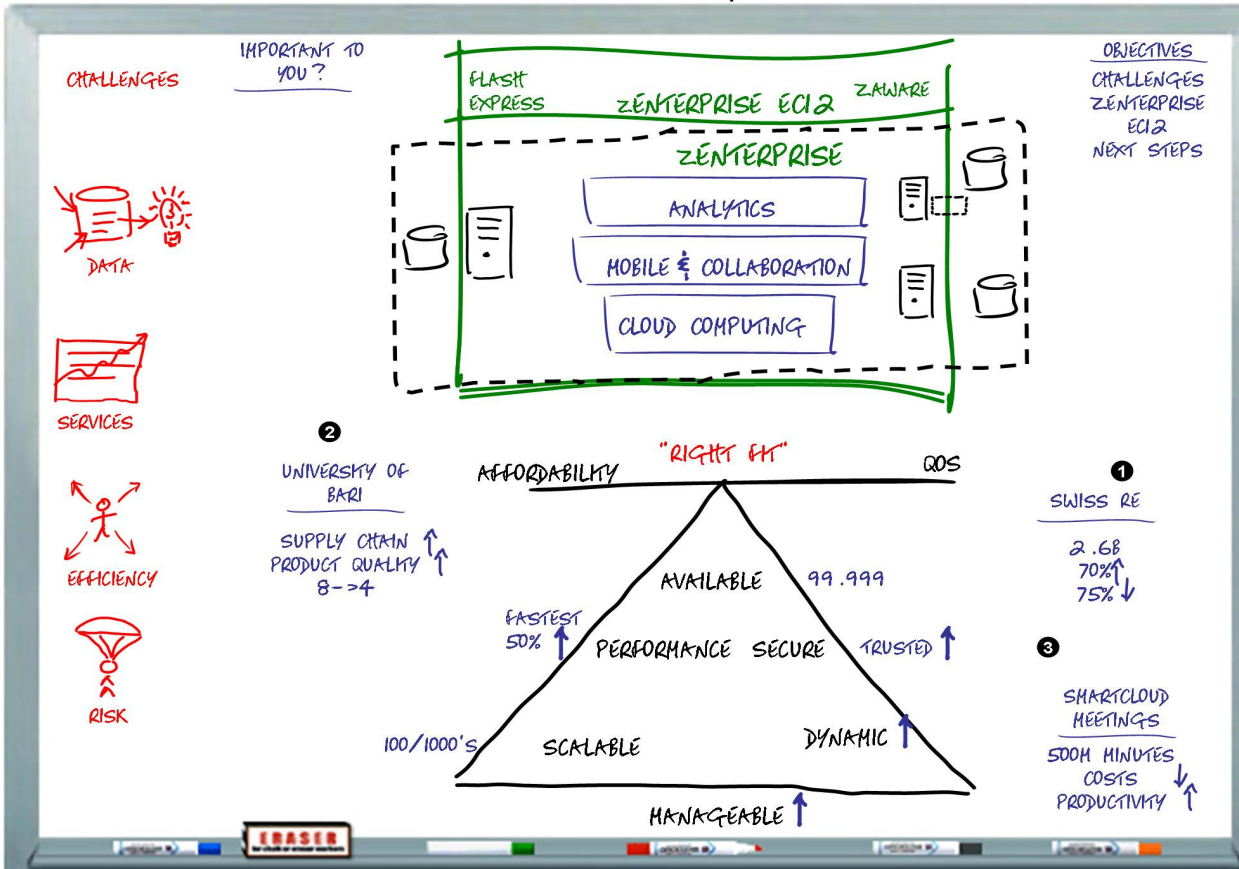 CHALLENGES
DATA
SERVICES
EFFICIENCY
RISK
IMPORTANT TO
YOU?
FLASH
EXPRESS
ZENTERPRISE EC12
ZAWARE
ZENTERPRISE
ANALYTICS
MOBILE & COLLABORATION
CLOUD COMPUTING
OBJECTIVES
CHALLENGES
ZENTERPRISE
EC12
NEXT STEPS
2
UNIVERSITY OF
BARI
SUPPLY CHAIN ↑
PRODUCT QUALITY ↑
8-->4
AFFORDABILITY
"RIGHT FIT"
QOS
AVAILABLE
99.999
FASTEST
50% ↑
PERFORMANCE
SECURE
TRUSTED ↑
100/1000'S
SCALABLE
DYNAMIC ↑
MANAGEABLE ↑
1
SWISS RE
2.6B
70% ↑
75% ↓
3
SMARTCLOUD
MEETINGS
500M MINUTES
COSTS ↓
PRODUCTIVITY ↑
ERASER